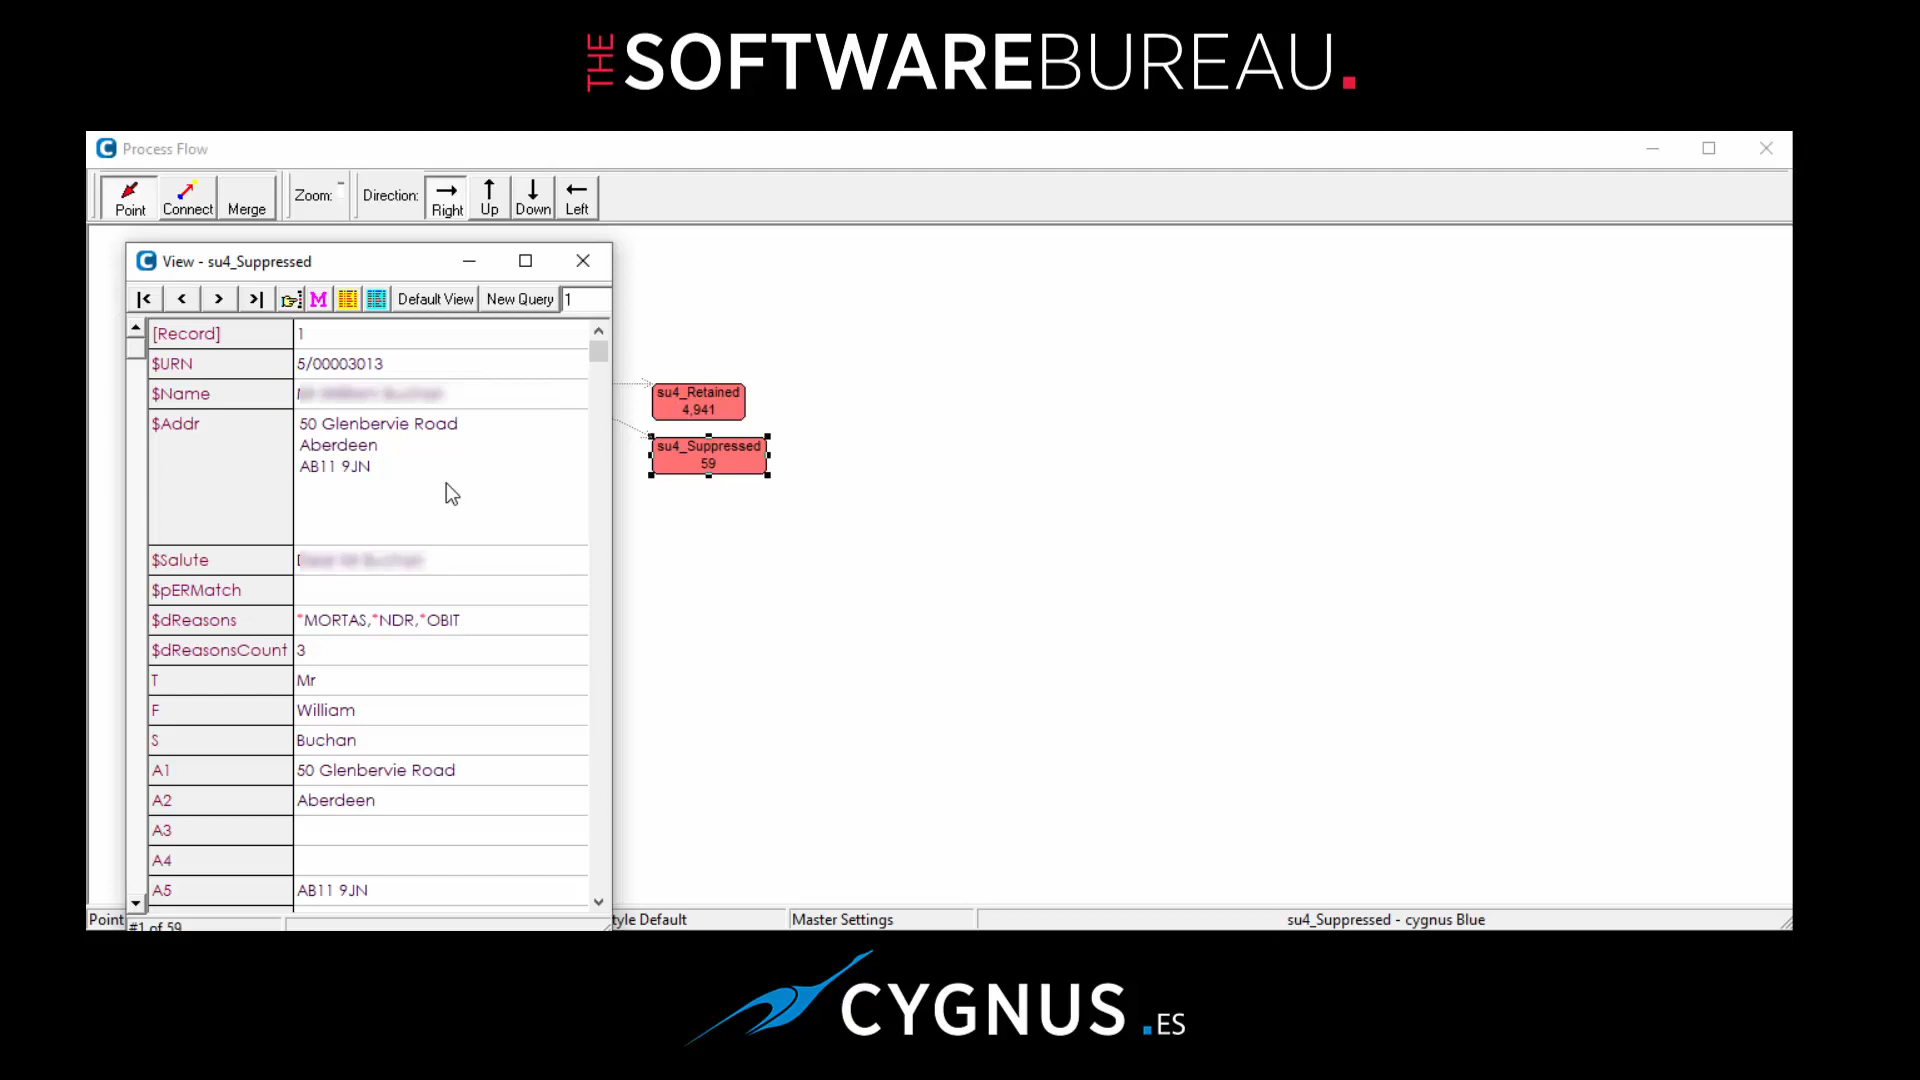 THE SOFTWAREBUREAU.
Process Flow
Point
Connect
Merge
Zoom:
Direction:
Right
Up
Down
Left
View - su4_Suppressed
Default View
New Query
1
[Record] 1
$URN 5/00003013
$Name
$Addr 50 Glenbervie Road
Aberdeen
AB11 9JN
$Salute
$pERMatch
$dReasons *MORTAS,*NDR,*OBIT
$dReasonsCount 3
T Mr
F William
S Buchan
A1 50 Glenbervie Road
A2 Aberdeen
A3
A4
A5 AB11 9JN
#1 of 59
su4_Retained
4,941
su4_Suppressed
59
Point
tyle Default
Master Settings
su4_Suppressed - cygnus Blue
CYGNUS .ES